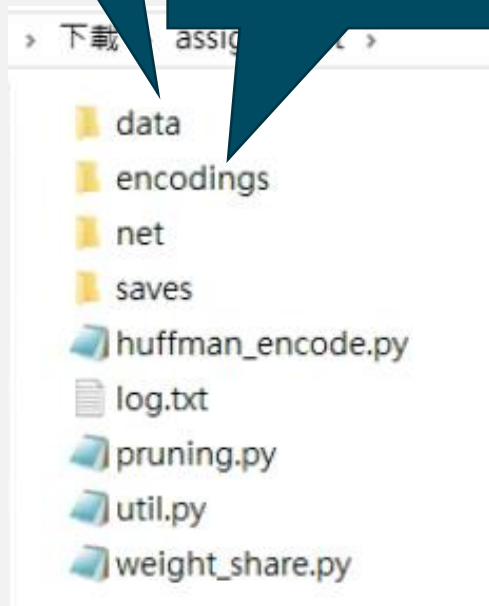 > 下載 >
data
encodings
net
saves
huffman_encode.py
log.txt
pruning.py
util.py
weight_share.py